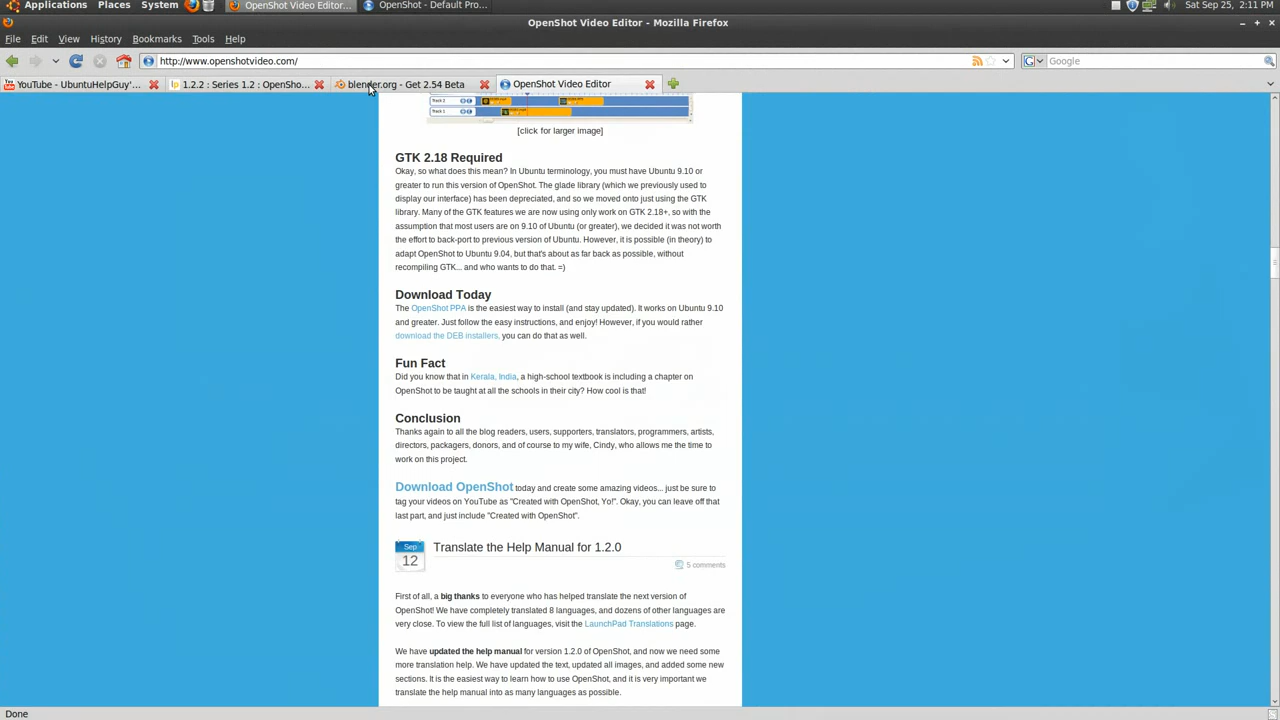 Applications Places System OpenShot Video Editor... OpenShot - Default Pro... Sat Sep 25, 2:11 PM
OpenShot Video Editor - Mozilla Firefox
File Edit View History Bookmarks Tools Help
http://www.openshotvideo.com/ Google
YouTube - UbuntuHelpGuy'... 1.2.2 : Series 1.2 : OpenSho... blender.org - Get 2.54 Beta OpenShot Video Editor
Track 2
Track 1
[click for larger image]
GTK 2.18 Required
Okay, so what does this mean? In Ubuntu terminology, you must have Ubuntu 9.10 or
greater to run this version of OpenShot. The glade library (which we previously used to
display our interface) has been depreciated, and so we moved onto just using the GTK
library. Many of the GTK features we are now using only work on GTK 2.18+, so with the
assumption that most users are on 9.10 of Ubuntu (or greater), we decided it was not worth
the effort to back-port to previous version of Ubuntu. However, it is possible (in theory) to
adapt OpenShot to Ubuntu 9.04, but that's about as far back as possible, without
recompiling GTK... and who wants to do that. =)
Download Today
The OpenShot PPA is the easiest way to install (and stay updated). It works on Ubuntu 9.10
and greater. Just follow the easy instructions, and enjoy! However, if you would rather
download the DEB installers, you can do that as well.
Fun Fact
Did you know that in Kerala, India, a high-school textbook is including a chapter on
OpenShot to be taught at all the schools in their city? How cool is that!
Conclusion
Thanks again to all the blog readers, users, supporters, translators, programmers, artists,
directors, packagers, donors, and of course to my wife, Cindy, who allows me the time to
work on this project.
Download OpenShot today and create some amazing videos... just be sure to
tag your videos on YouTube as "Created with OpenShot, Yo!". Okay, you can leave off that
last part, and just include "Created with OpenShot".
Sep
12
Translate the Help Manual for 1.2.0
5 comments
First of all, a big thanks to everyone who has helped translate the next version of
OpenShot! We have completely translated 8 languages, and dozens of other languages are
very close. To view the full list of languages, visit the LaunchPad Translations page.
We have updated the help manual for version 1.2.0 of OpenShot, and now we need some
more translation help. We have updated the text, updated all images, and added some new
sections. It is the easiest way to learn how to use OpenShot, and it is very important we
translate the help manual into as many languages as possible.
Done